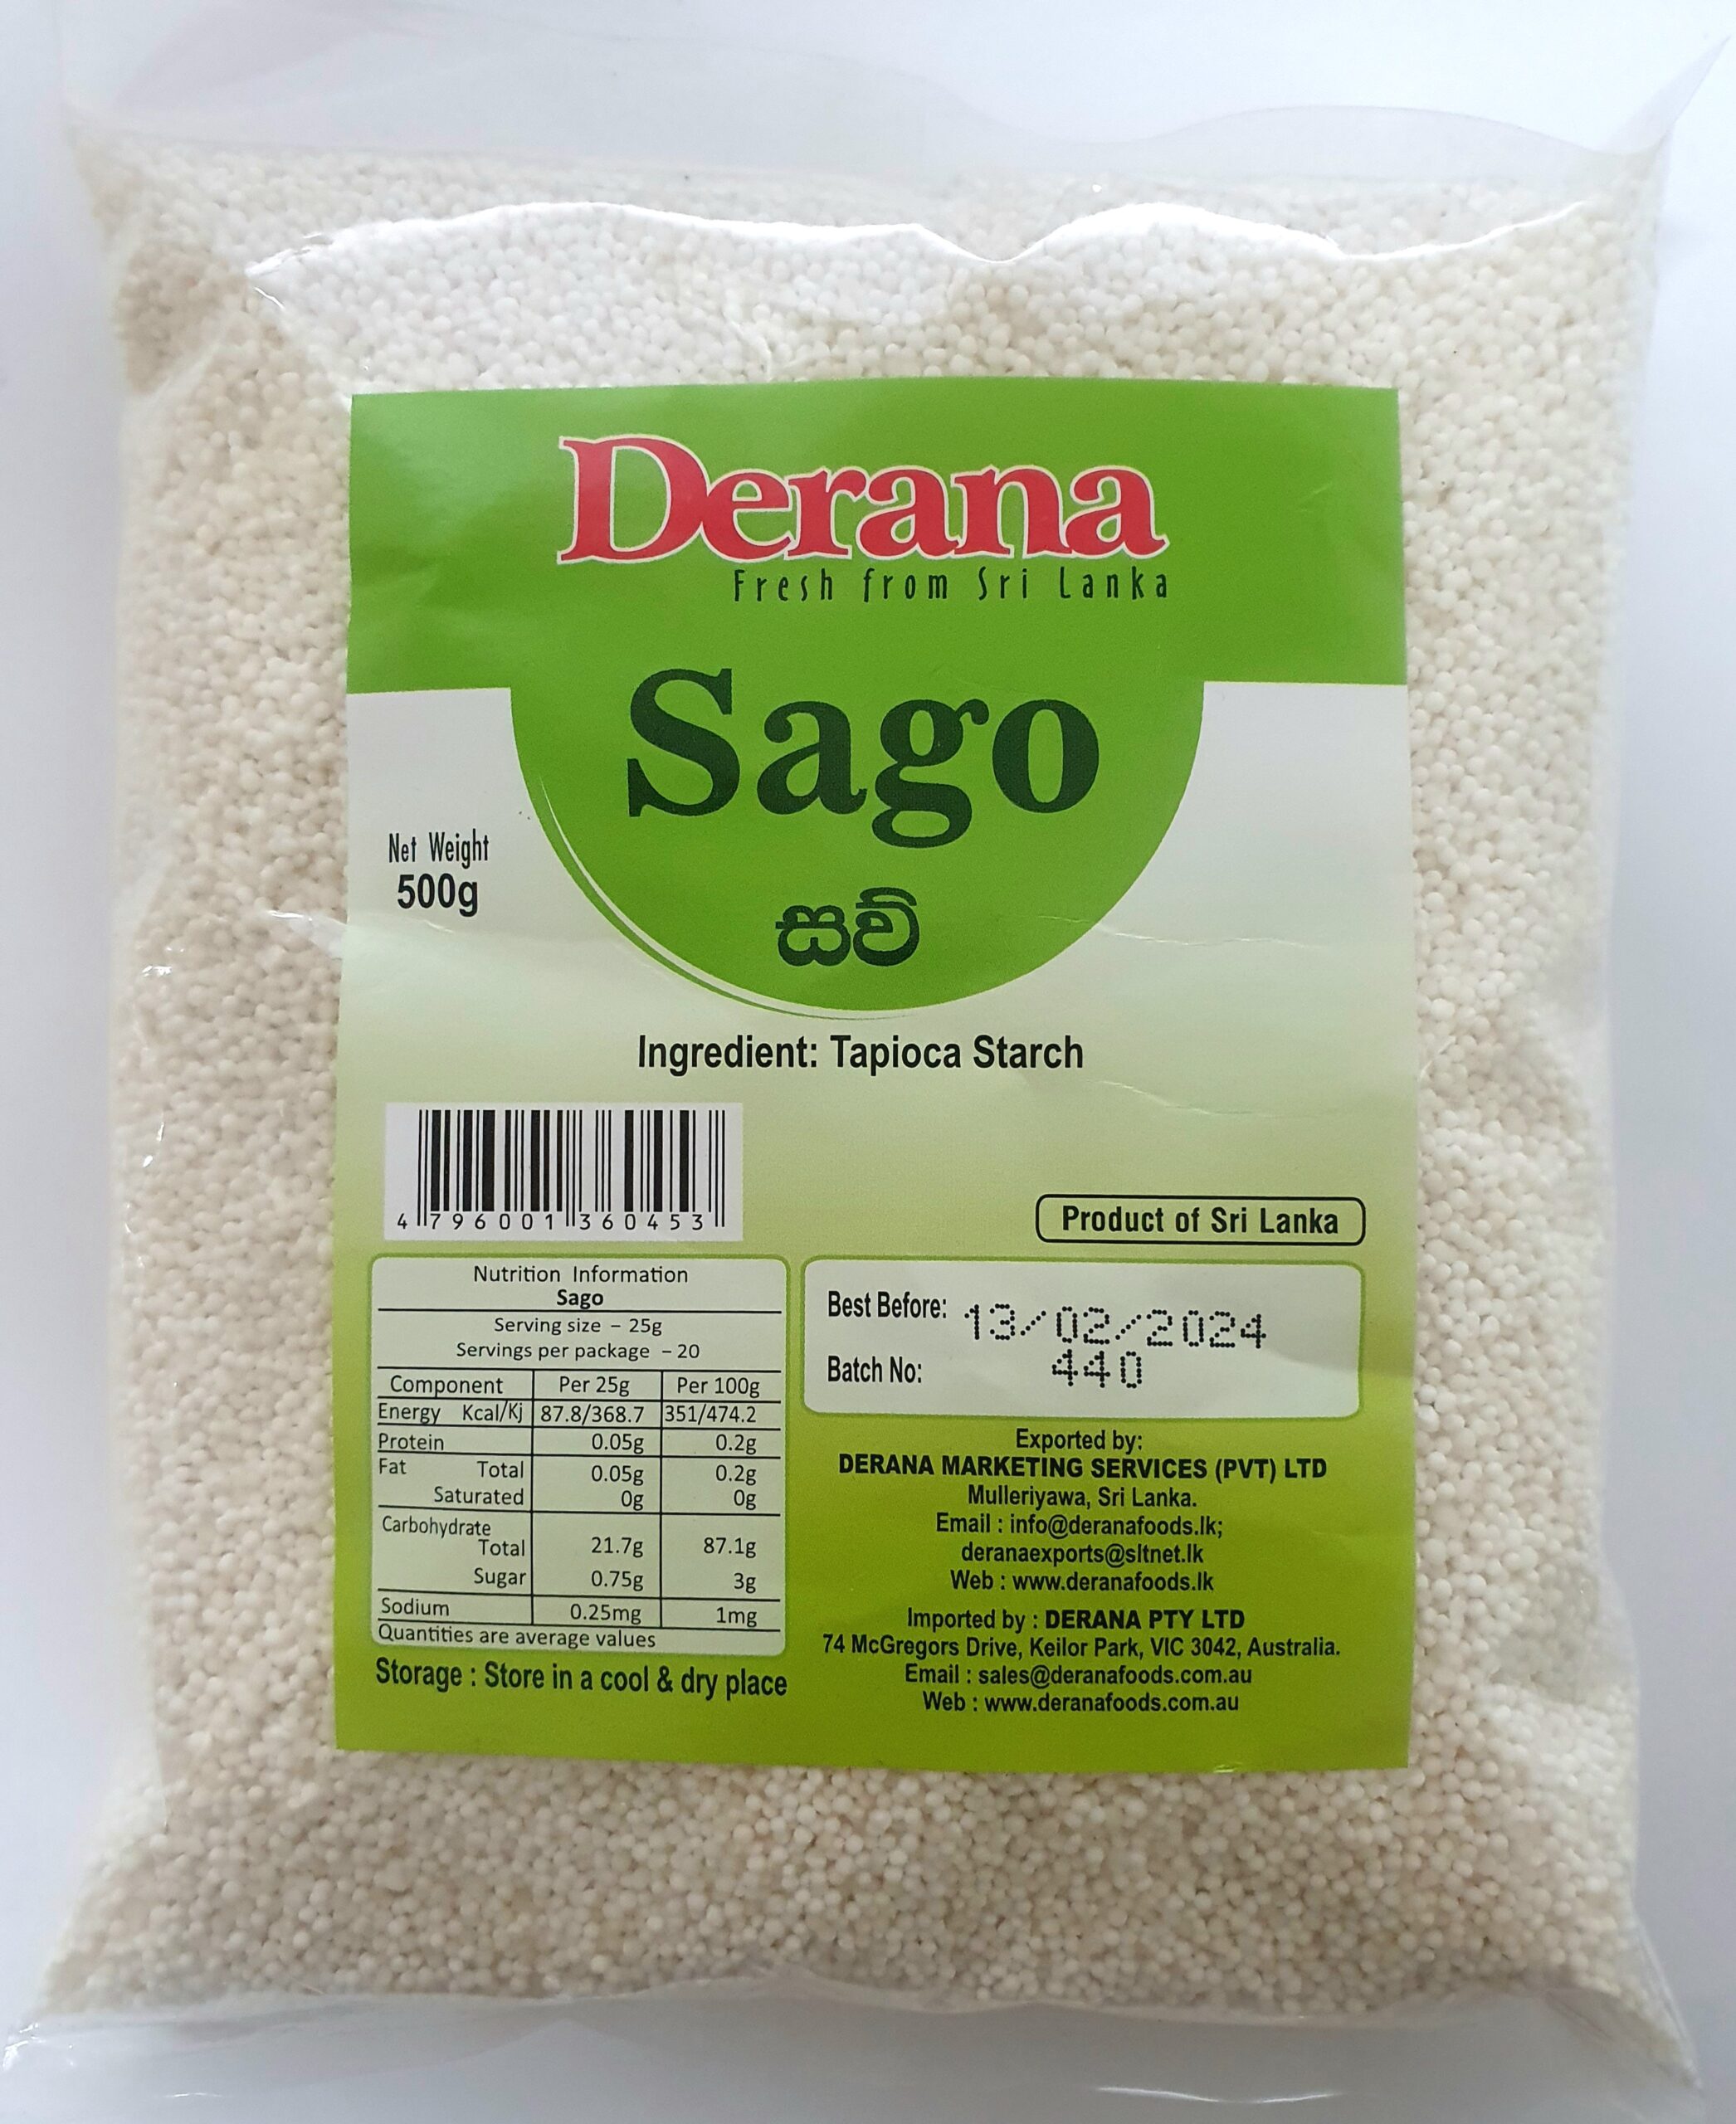 Derana
Fresh from Sri Lanka
Sago
සව්
Net Weight
500g
Ingredient: Tapioca Starch
4 796001 360453
Product of Sri Lanka
Nutrition Information
Sago
Serving size – 25g
Servings per package – 20
Component Per 25g Per 100g
Energy Kcal/Kj 87.8/368.7 351/474.2
Protein 0.05g 0.2g
Fat Total 0.05g 0.2g
Saturated 0g 0g
Carbohydrate
Total 21.7g 87.1g
Sugar 0.75g 3g
Sodium 0.25mg 1mg
Quantities are average values
Storage : Store in a cool & dry place
Best Before: 13/02/2024
Batch No: 440
Exported by:
DERANA MARKETING SERVICES (PVT) LTD
Mulleriyawa, Sri Lanka.
Email : info@deranafoods.lk;
deranaexports@sltnet.lk
Web : www.deranafoods.lk
Imported by : DERANA PTY LTD
74 McGregors Drive, Keilor Park, VIC 3042, Australia.
Email : sales@deranafoods.com.au
Web : www.deranafoods.com.au